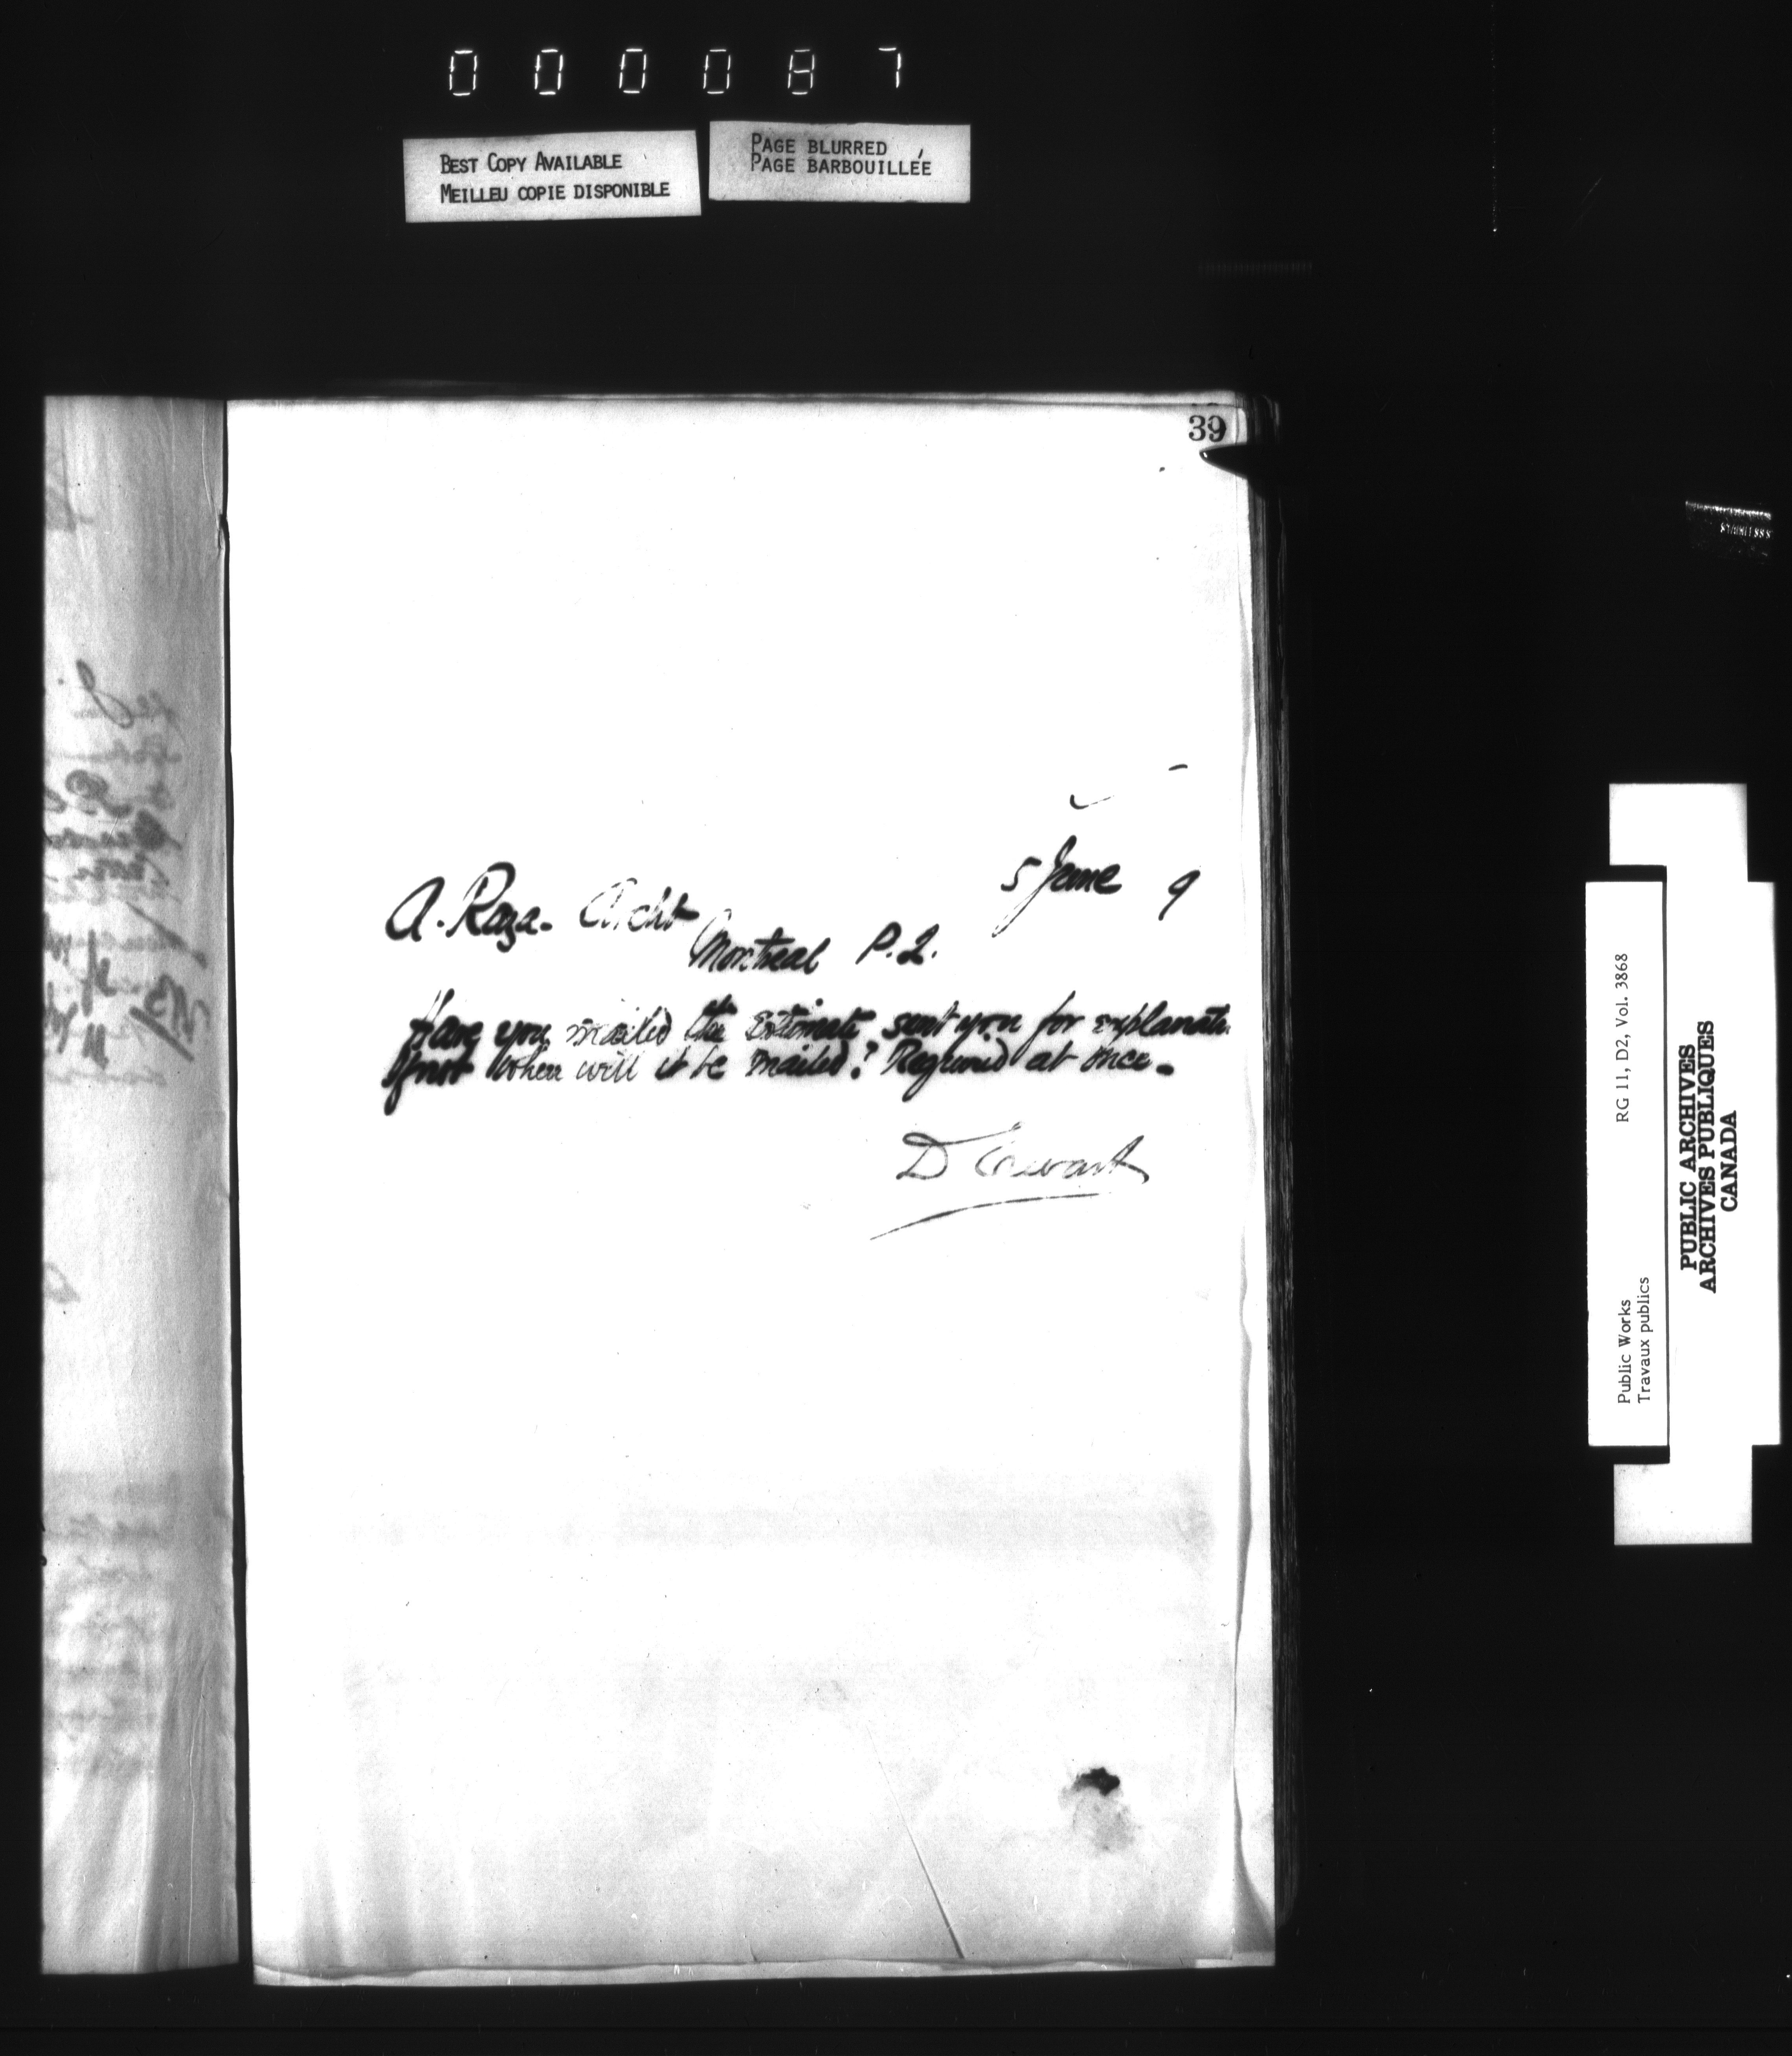 000087
BEST COPY AVAILABLE
MEILLEU COPIE DISPONIBLE
PAGE BLURRED
PAGE BARBOUILLÉE
39
5 June 9
A. Raza. Archt
Montreal P.Q.
Have you mailed the Estimate sent you for explanatn
If not when will it be mailed? Required at once.
D Ewart
Public Works
Travaux publics
RG 11, D2, Vol. 3868
PUBLIC ARCHIVES
ARCHIVES PUBLIQUES
CANADA